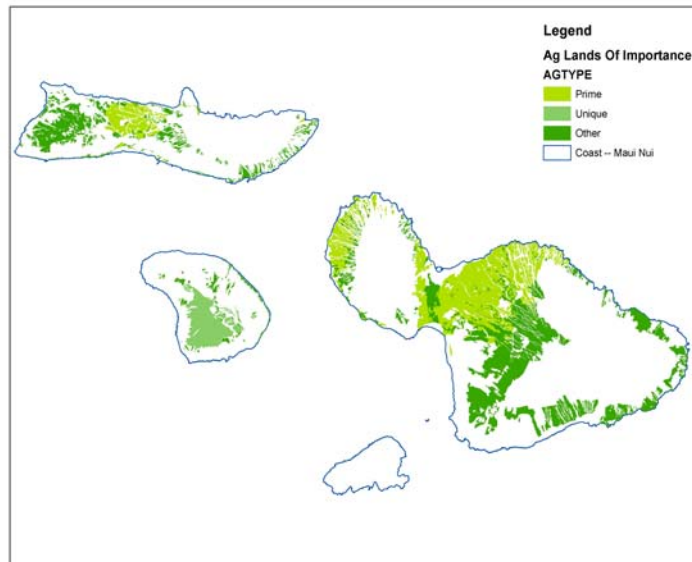 Legend
Ag Lands Of Importance
AGTYPE
Prime
Unique
Other
Coast -- Maui Nui